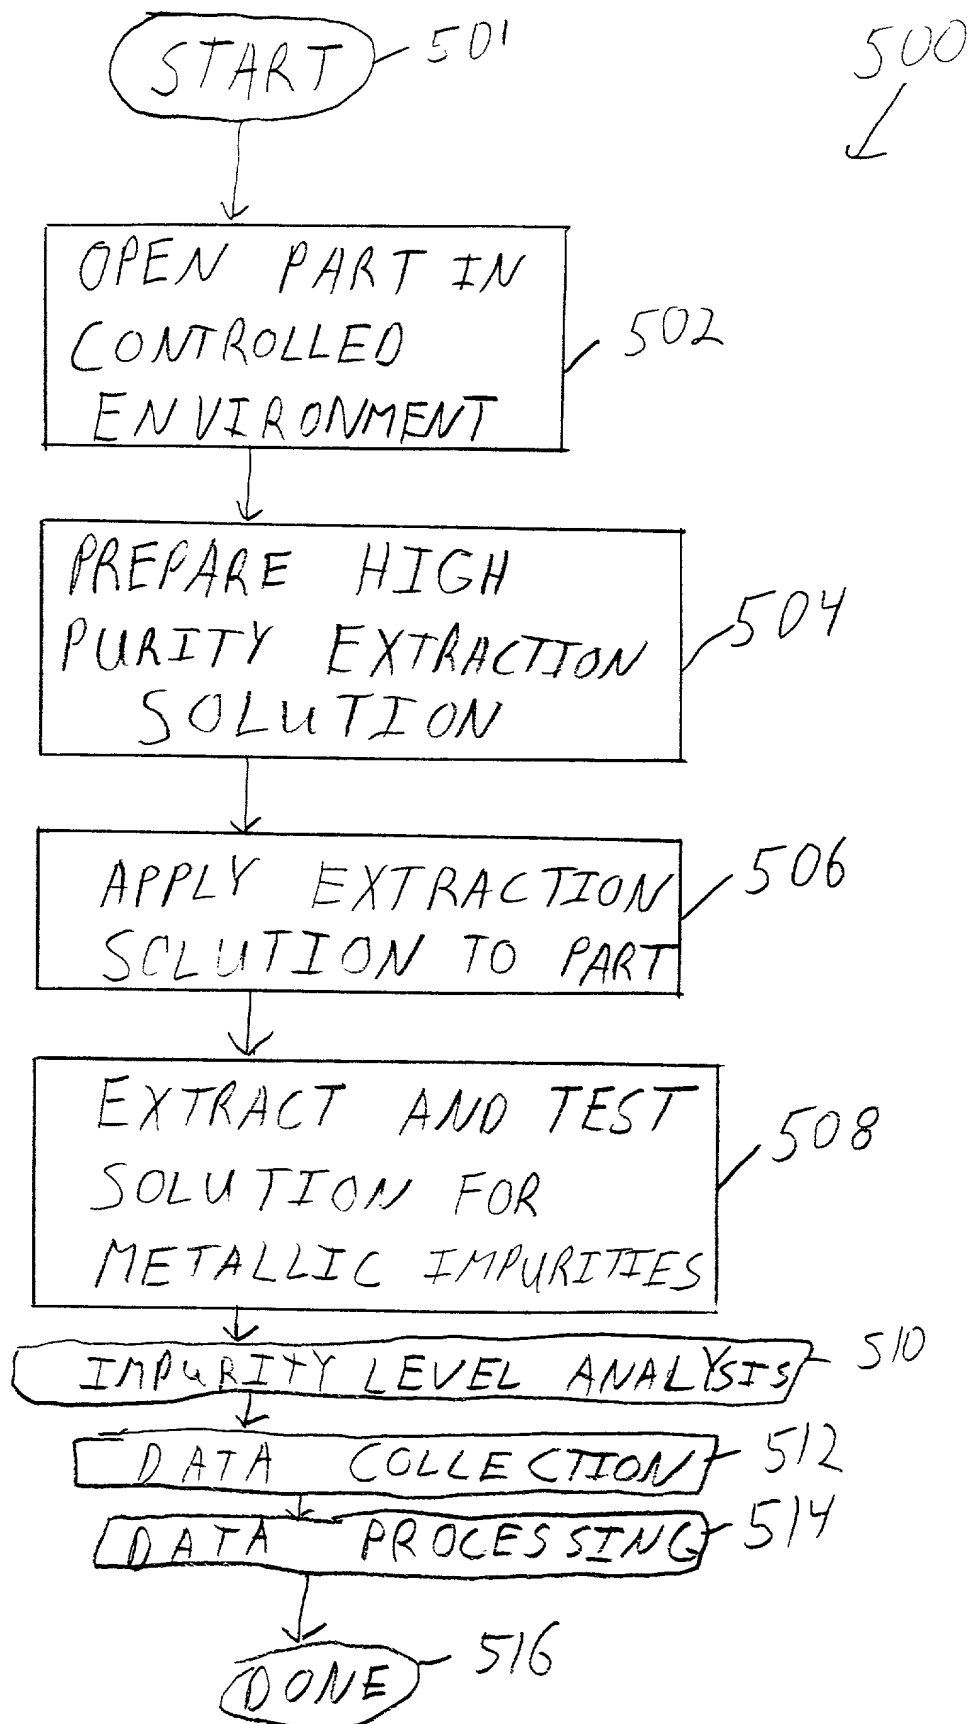 START 501
500
OPEN PART IN
CONTROLLED
ENVIRONMENT
502
PREPARE HIGH
PURITY EXTRACTION
SOLUTION
504
APPLY EXTRACTION
SOLUTION TO PART
506
EXTRACT AND TEST
SOLUTION FOR
METALLIC IMPURITIES
508
IMPURITY LEVEL ANALYSIS 510
DATA COLLECTION 512
DATA PROCESSING 514
DONE 516